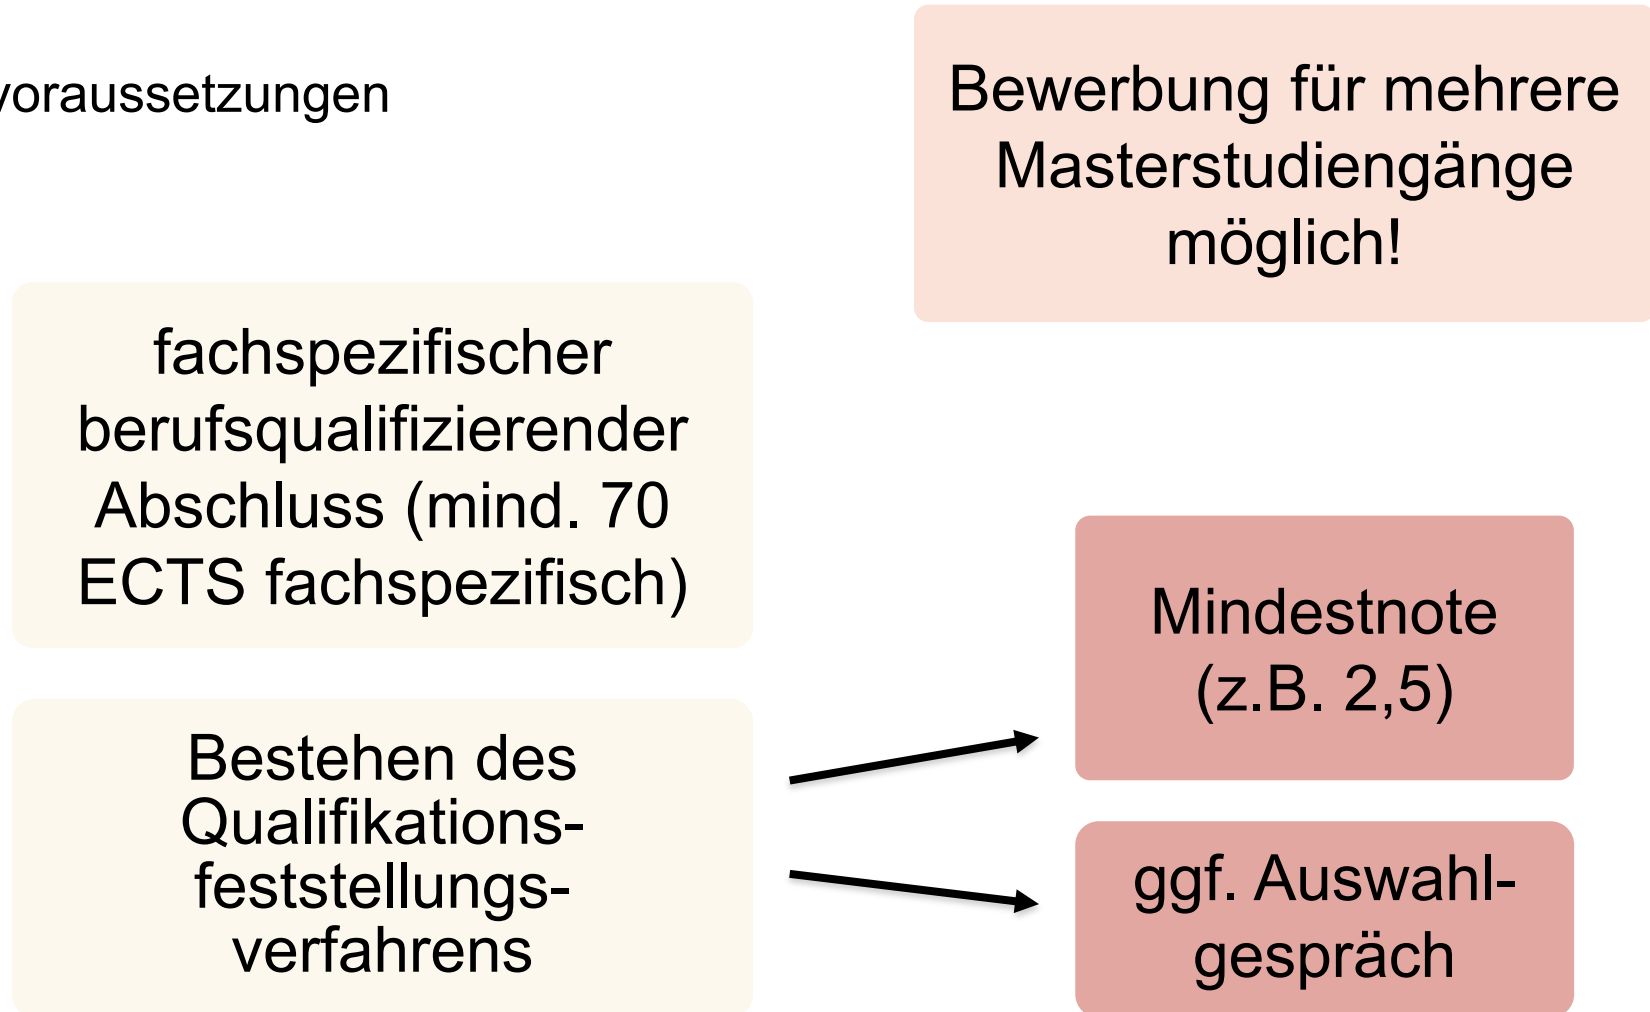 voraussetzungen
Bewerbung für mehrere
Masterstudiengänge
möglich!
fachspezifischer
berufsqualifizierender
Abschluss (mind. 70
ECTS fachspezifisch)
Bestehen des
Qualifikations-
feststellungs-
verfahrens
Mindestnote
(z.B. 2,5)
ggf. Auswahl-
gespräch